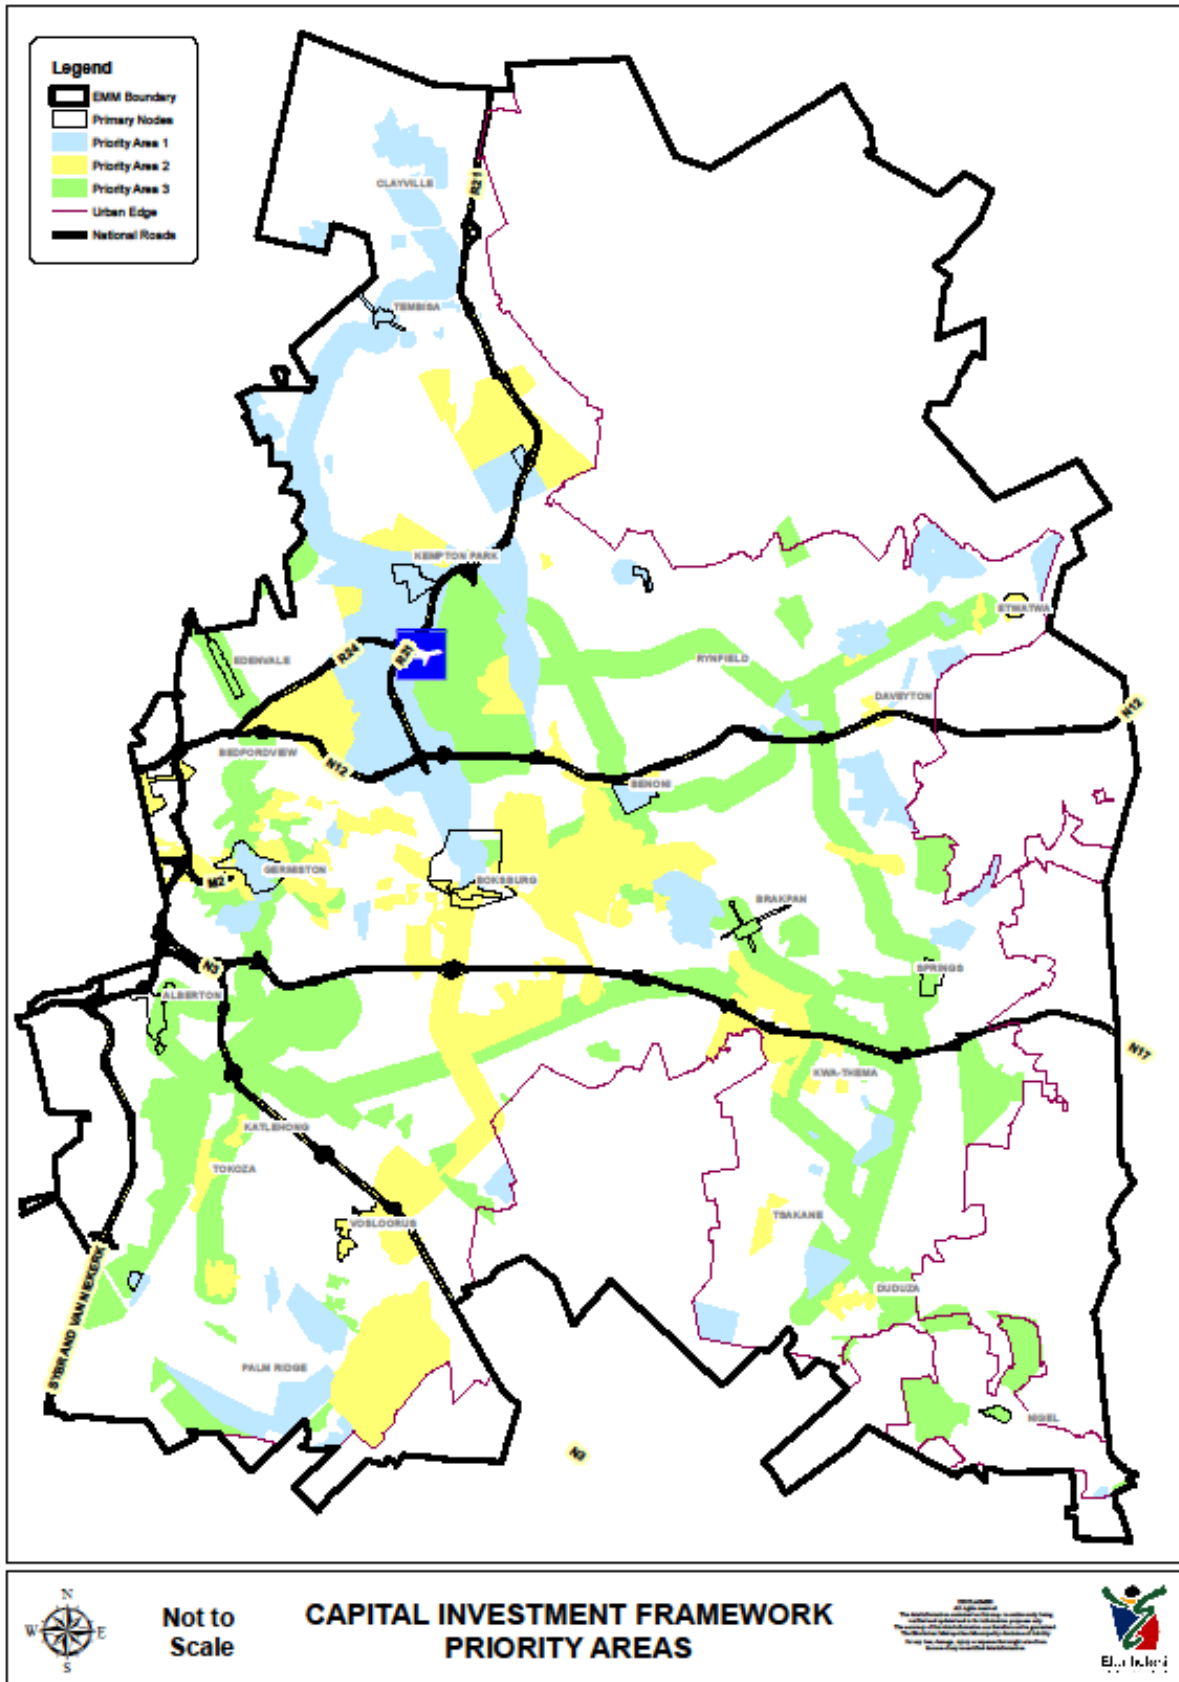 Legend
EMM Boundary
Primary Nodes
Priority Area 1
Priority Area 2
Priority Area 3
Urban Edge
National Roads
CLAYVILLE
R21
TEMBISA
KEMPTON PARK
ETWATWA
EDENVALE
R24
R21
RYNFIELD
DAVEYTON
N12
BEDFORDVIEW
N12
BENONI
GERMISTON
M2
BOKSBURG
BRAKPAN
N3
SPRINGS
ALBERTON
N17
KWA-THEMA
KATLEHONG
TOKOZA
VOSLOORUS
TSAKANE
SYBRAND VAN NIEKERK
DUDUZA
PALM RIDGE
NIGEL
N3
N
W E
S
Not to
Scale
CAPITAL INVESTMENT FRAMEWORK
PRIORITY AREAS